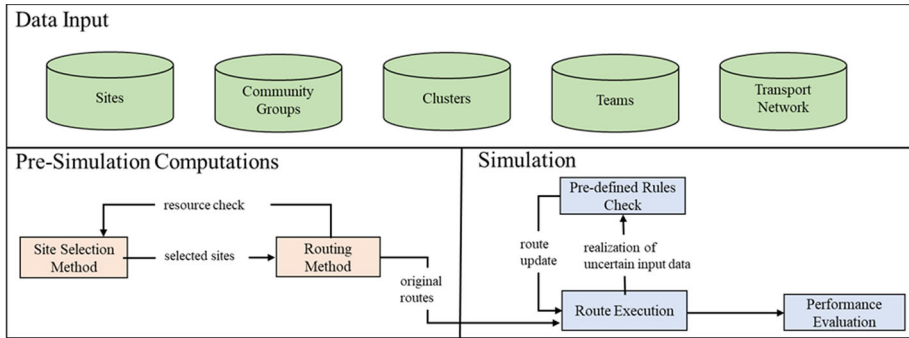 Data Input
Sites
Community
Groups
Clusters
Teams
Transport
Network
Pre-Simulation Computations
resource check
Site Selection
Method
selected sites
Routing
Method
original
routes
Simulation
Pre-defined Rules
Check
route
update
realization of
uncertain input data
Route Execution
Performance
Evaluation